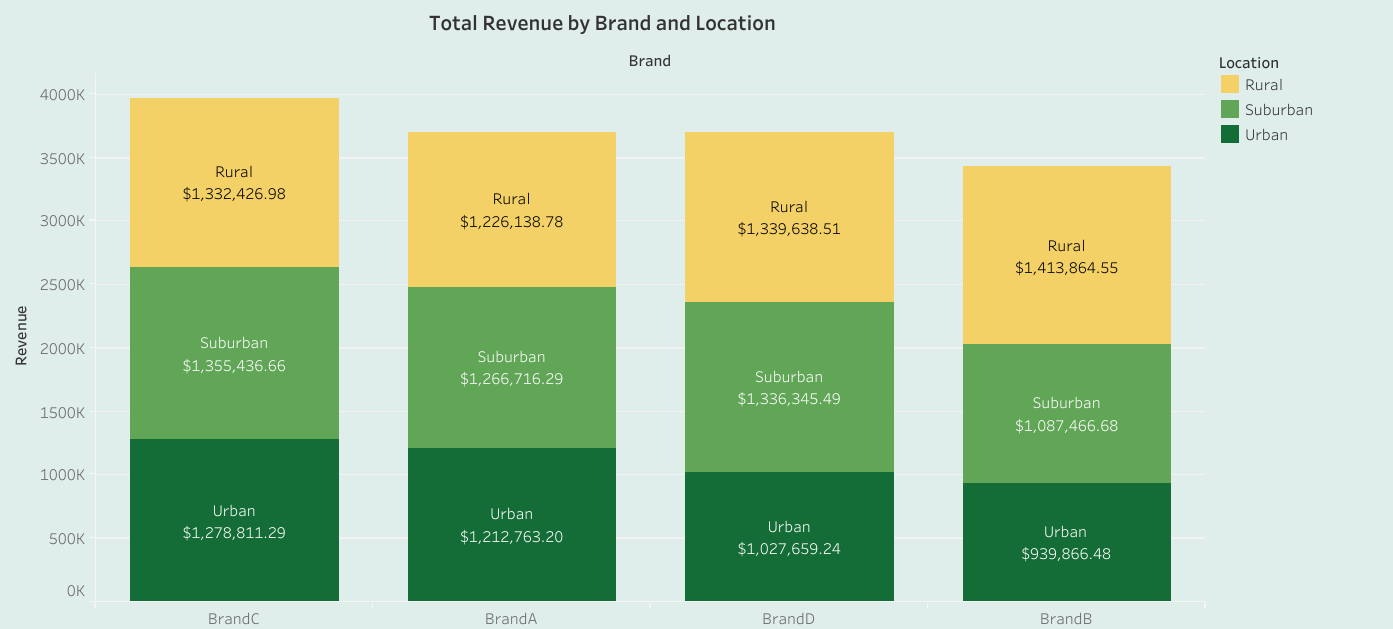 Total Revenue by Brand and Location
Brand
Location
Rural
Suburban
Urban
Revenue
4000K
3500K
3000K
2500K
2000K
1500K
1000K
500K
0K
Rural
$1,332,426.98
Suburban
$1,355,436.66
Urban
$1,278,811.29
Rural
$1,226,138.78
Suburban
$1,266,716.29
Urban
$1,212,763.20
Rural
$1,339,638.51
Suburban
$1,336,345.49
Urban
$1,027,659.24
Rural
$1,413,864.55
Suburban
$1,087,466.68
Urban
$939,866.48
BrandC
BrandA
BrandD
BrandB